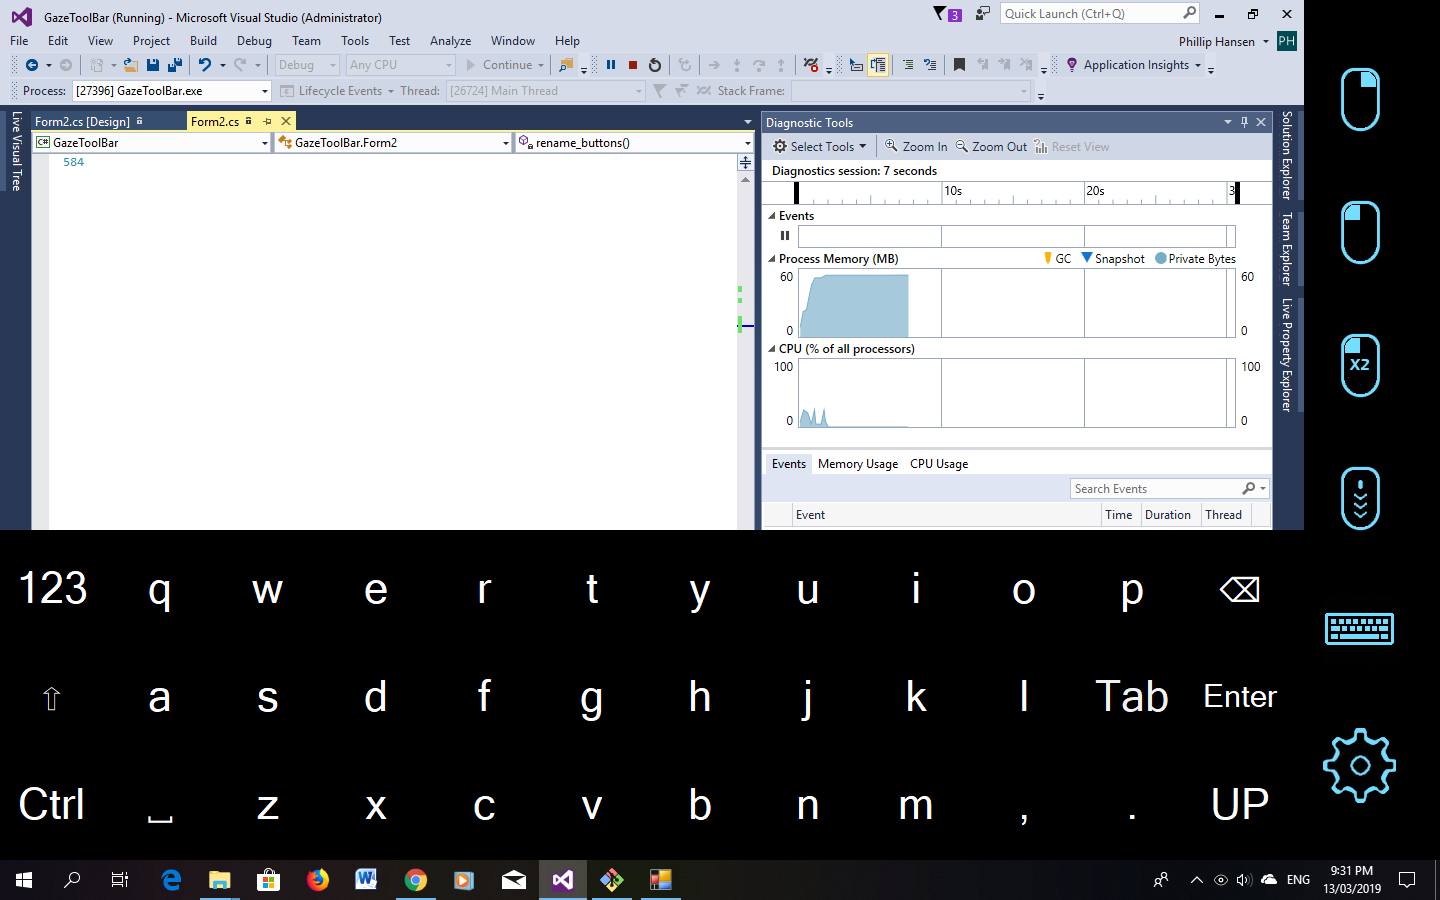 GazeToolBar (Running) - Microsoft Visual Studio (Administrator)
3
Quick Launch (Ctrl+Q)
File Edit View Project Build Debug Team Tools Test Analyze Window Help
Phillip Hansen PH
Debug Any CPU Continue Application Insights
Process: [27396] GazeToolBar.exe Lifecycle Events Thread: [26724] Main Thread Stack Frame:
Live Visual Tree
Form2.cs [Design] Form2.cs
GazeToolBar GazeToolBar.Form2 rename_buttons()
584
Diagnostic Tools
Select Tools Zoom In Zoom Out Reset View
Diagnostics session: 7 seconds
10s 20s 3
Events
Process Memory (MB) GC Snapshot Private Bytes
60 60
0 0
CPU (% of all processors)
100 100
0 0
Events Memory Usage CPU Usage
Search Events
Event Time Duration Thread
Solution Explorer
Team Explorer
Live Property Explorer
X2
123 q w e r t y u i o p ⌫
⇧ a s d f g h j k l Tab Enter
Ctrl ⎵ z x c v b n m , . UP
ENG
9:31 PM
13/03/2019